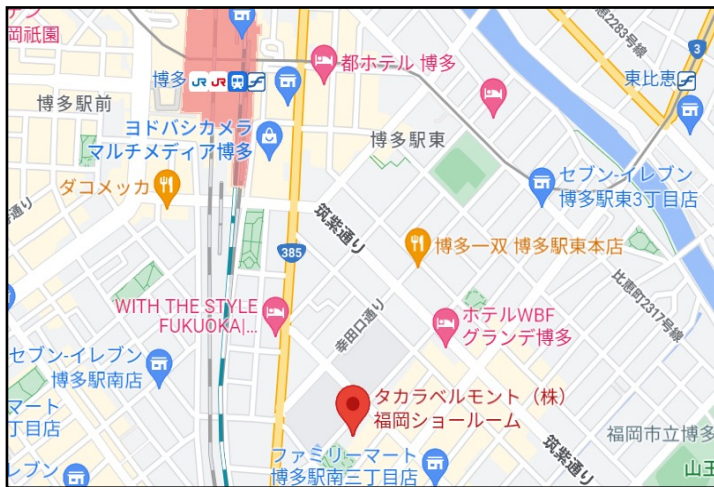 テン
岡祇園
恵2283号線
3
東比恵
都ホテル 博多
博多
JR JR
博多駅前
ヨドバシカメラ
マルチメディア博多
博多駅東
セブン-イレブン
博多駅東3丁目店
ダコメッカ
筑紫通り
385
博多一双 博多駅東本店
比恵町2317号線
WITH THE STYLE
FUKUOKA|...
幸田口通り
ホテルWBF
グランデ博多
セブン-イレブン
博多駅南店
タカラベルモント（株）
福岡ショールーム
マート
丁目店
福岡市立博多
筑紫通り
ファミリーマート
博多駅南三丁目店
レブン
山王